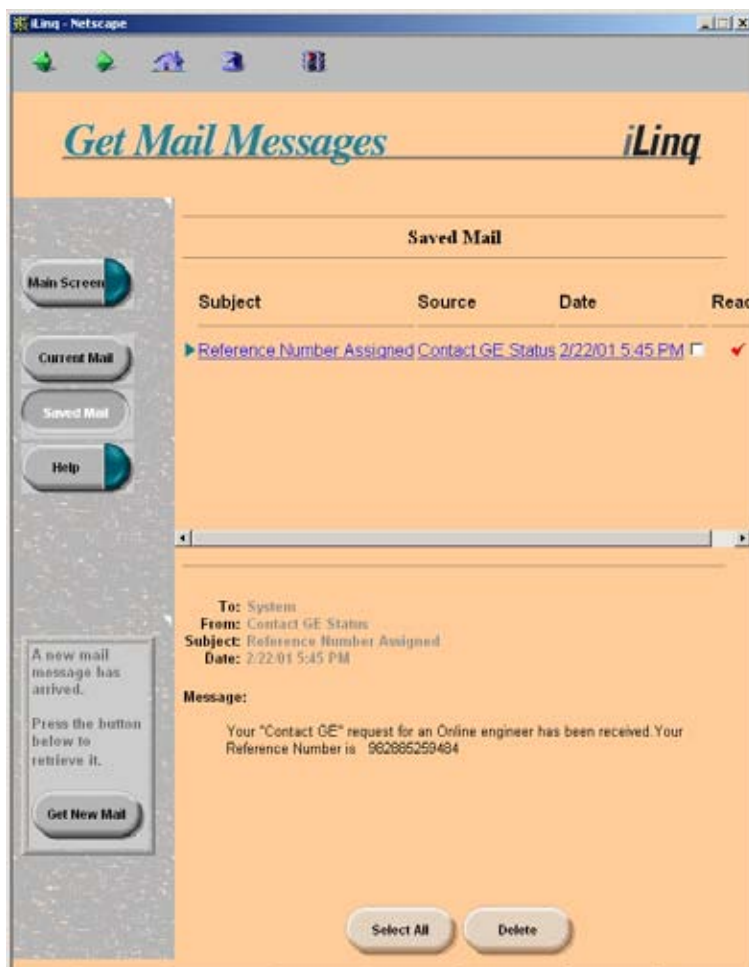 iLinq - Netscape
Get Mail Messages
iLinq
Main Screen
Current Mail
Saved Mail
Help
Saved Mail
Subject Source Date Read
Reference Number Assigned Contact GE Status 2/22/01 5:45 PM
To: System
From: Contact GE Status
Subject: Reference Number Assigned
Date: 2/22/01 5:45 PM
Message:
Your "Contact GE" request for an Online engineer has been received.Your
Reference Number is 982885259484
A new mail
message has
arrived.
Press the button
below to
retrieve it.
Get New Mail
Select All
Delete